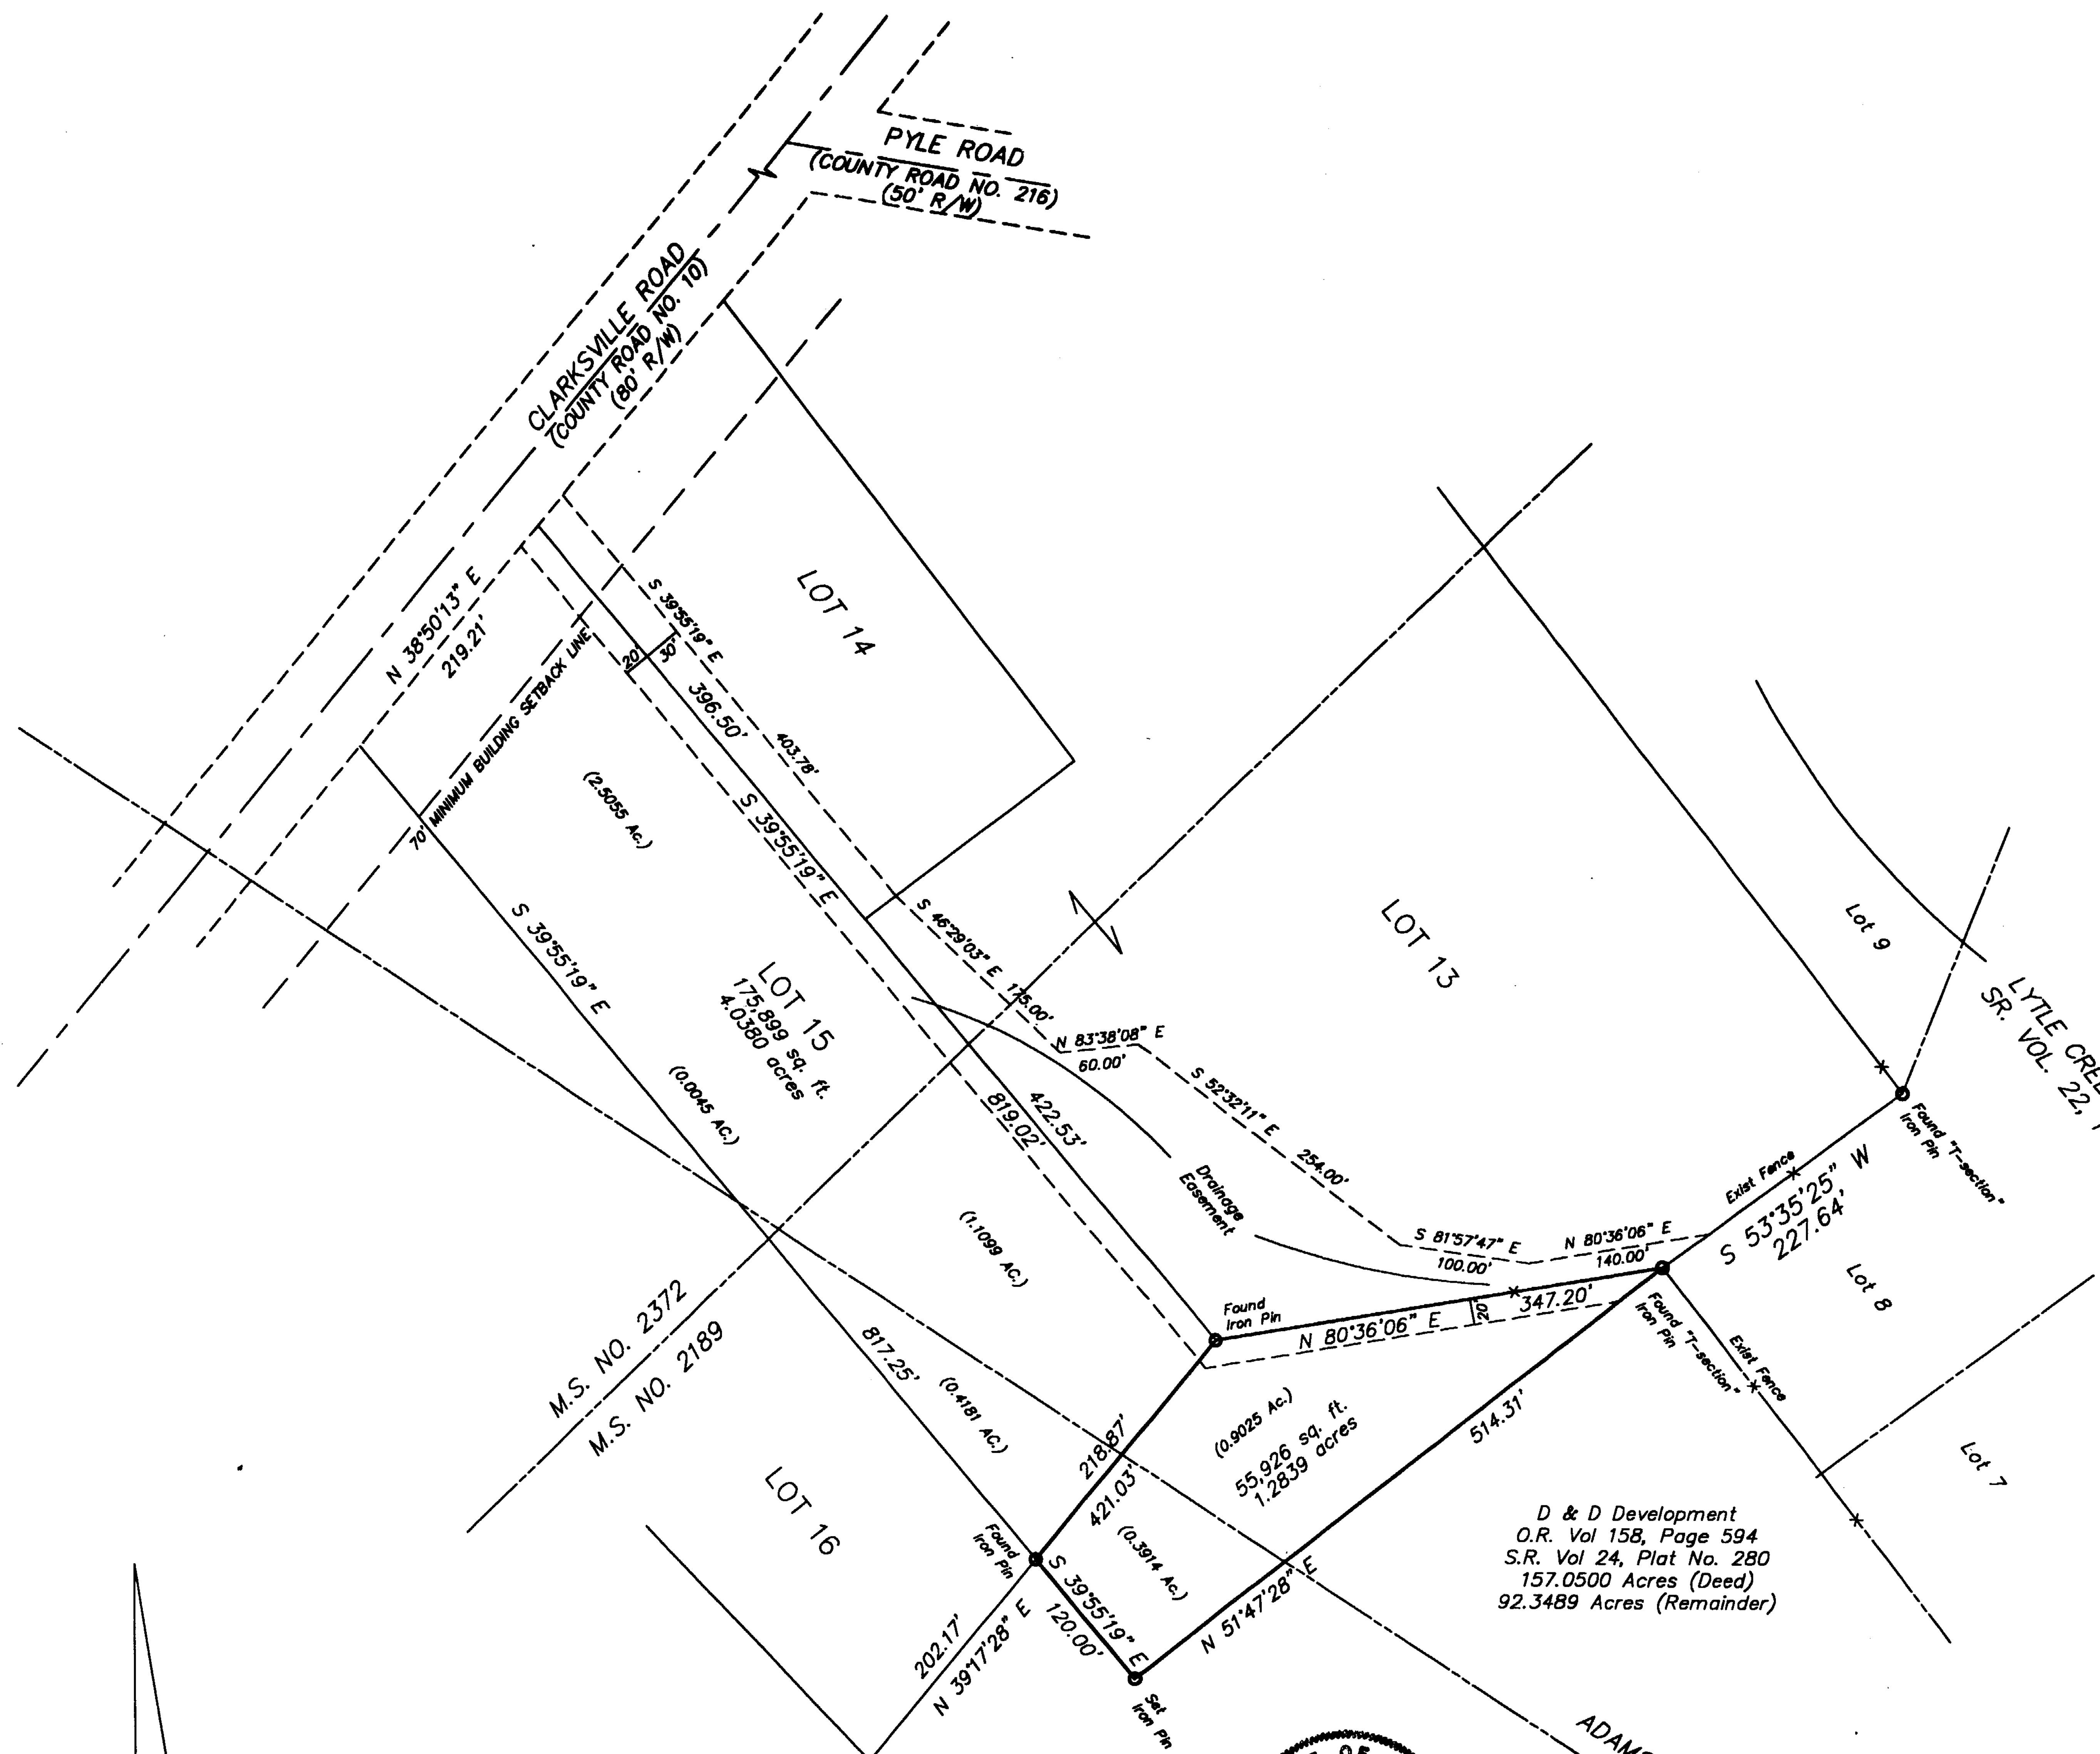 PYLE ROAD
(COUNTY ROAD NO. 216)
(50' R/W)
CLARKSVILLE ROAD
(COUNTY ROAD NO. 10)
(80' R/W)
N 38°50'13" E
219.21'
70' MINIMUM BUILDING SETBACK LINE
LOT 14
S 39°55'19" E
403.78'
20'
30'
396.50'
(2.5055 Ac.)
S 39°55'19" E
819.02'
422.53'
S 39°55'19" E
817.25'
LOT 15
175,899 sq. ft.
4.0380 acres
(0.0045 AC.)
(1.1099 AC.)
(0.4181 AC.)
S 46°29'03" E
175.00'
N 83°38'08" E
60.00'
S 52°32'11" E
254.00'
S 81°57'47" E
100.00'
N 80°36'06" E
140.00'
Drainage
Easement
LOT 13
Lot 9
LYTLE CREE
SR. VOL. 22,
Found "T-section"
Iron Pin
Exist Fence
S 53°35'25" W
227.64'
Lot 8
Lot 7
Found
Iron Pin
347.20'
N 80°36'06" E
20'
Found "T-section"
Iron Pin
Exist Fence
M.S. NO. 2372
M.S. NO. 2189
218.87'
421.03'
(0.9025 Ac.)
55,926 sq. ft.
1.2839 acres
514.31'
N 51°47'28" E
(0.3914 Ac.)
LOT 16
Found
Iron Pin
S 39°55'19" E
120.00'
202.17'
N 39°17'28" E
Set
Iron Pin
D & D Development
O.R. Vol 158, Page 594
S.R. Vol 24, Plat No. 280
157.0500 Acres (Deed)
92.3489 Acres (Remainder)
ADAMS
OF